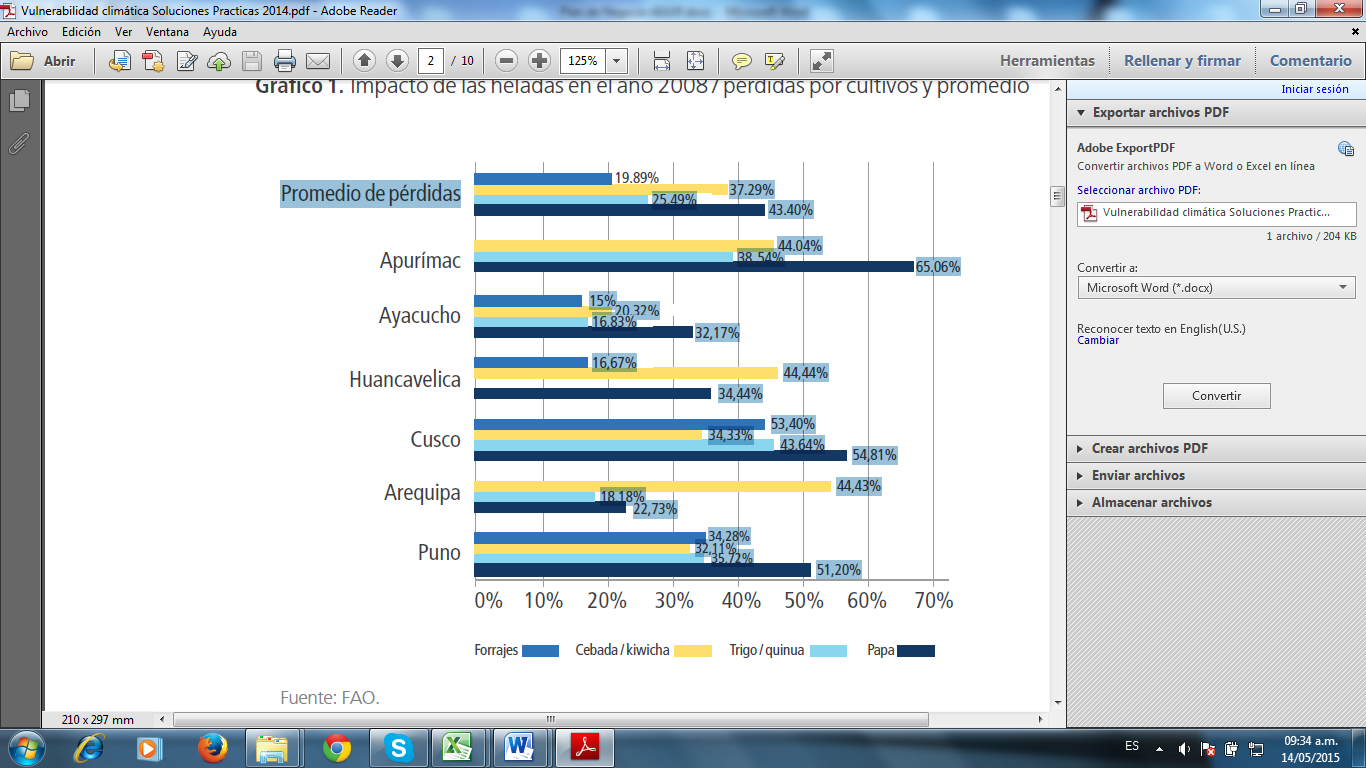 Vulnerabilidad climática Soluciones Practicas 2014.pdf - Adobe Reader
Archivo Edición Ver Ventana Ayuda
Abrir 2 / 10 125% Herramientas Rellenar y firmar Comentario
Gráfico 1. Impacto de las heladas en el año 2008 / pérdidas por cultivos y promedio
Promedio de pérdidas
19.89%
37.29%
25.49%
43.40%
Apurímac
44.04%
38.54%
65.06%
Ayacucho
15%
20.32%
16.83%
32,17%
Huancavelica
16,67%
44,44%
34,44%
Cusco
53,40%
34,33%
43.64%
54,81%
Arequipa
44,43%
18.18%
22,73%
Puno
34,28%
32,11%
35.72%
51,20%
0% 10% 20% 30% 40% 50% 60% 70%
Forrajes Cebada / kiwicha Trigo / quinua Papa
Fuente: FAO.
210 x 297 mm
Iniciar sesión
Exportar archivos PDF
Adobe ExportPDF
Convertir archivos PDF a Word o Excel en línea
Seleccionar archivo PDF:
Vulnerabilidad climática Soluciones Practic...
1 archivo / 204 KB
Convertir a:
Microsoft Word (*.docx)
Reconocer texto en English(U.S.)
Cambiar
Convertir
Crear archivos PDF
Enviar archivos
Almacenar archivos
ES
09:34 a.m.
14/05/2015